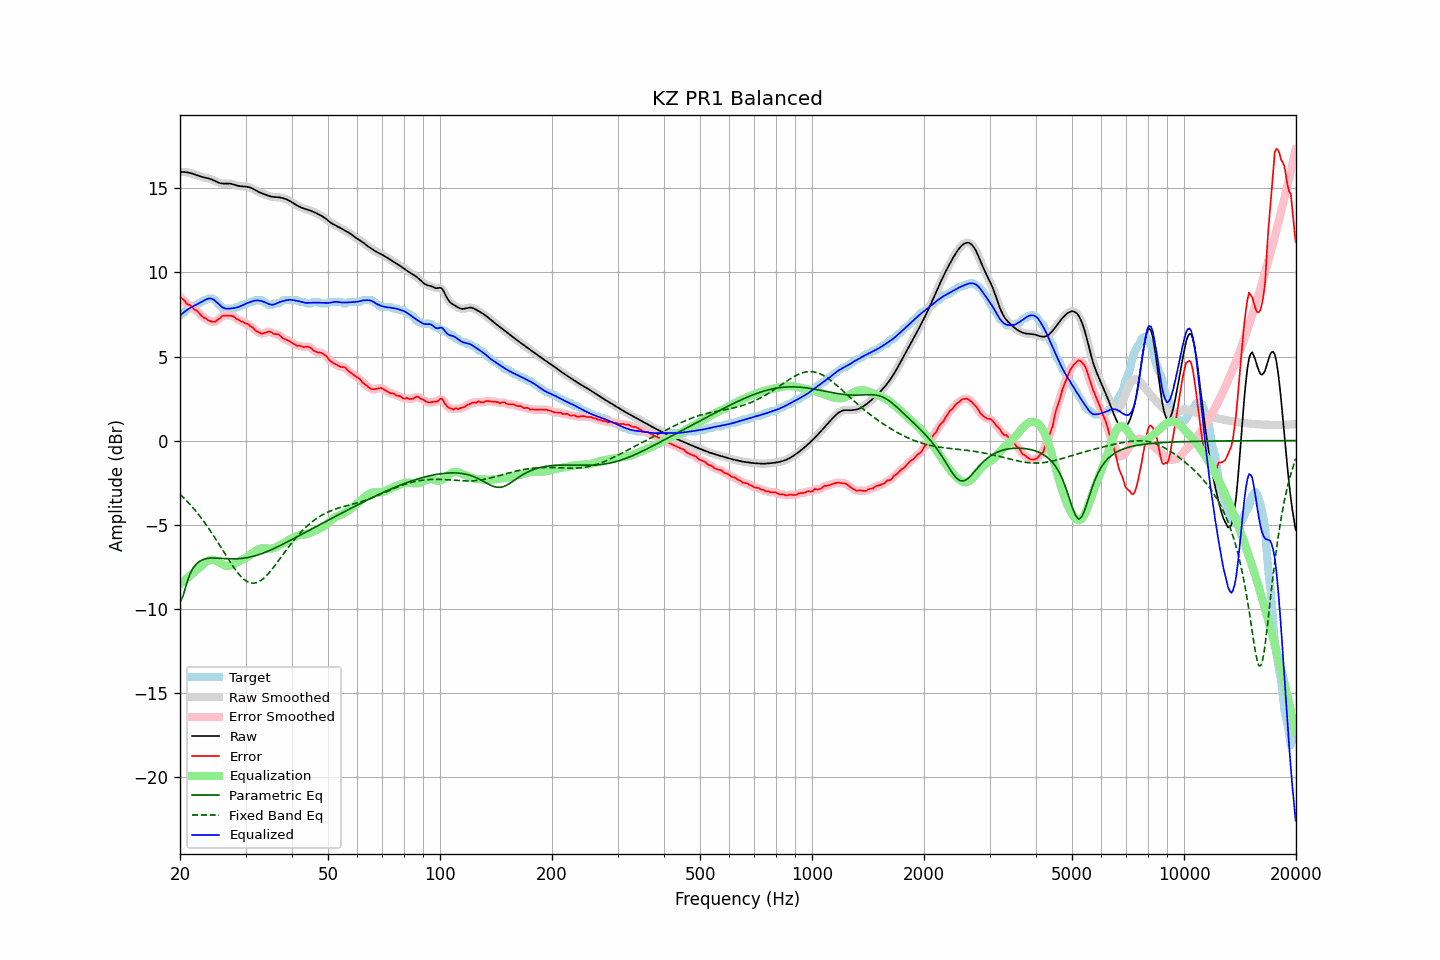 KZ PR1 Balanced
Amplitude (dBr)
15
10
5
0
−5
−10
−15
−20
Target
Raw Smoothed
Error Smoothed
Raw
Error
Equalization
Parametric Eq
Fixed Band Eq
Equalized
20 50 100 200 500 1000 2000 5000 10000 20000
Frequency (Hz)